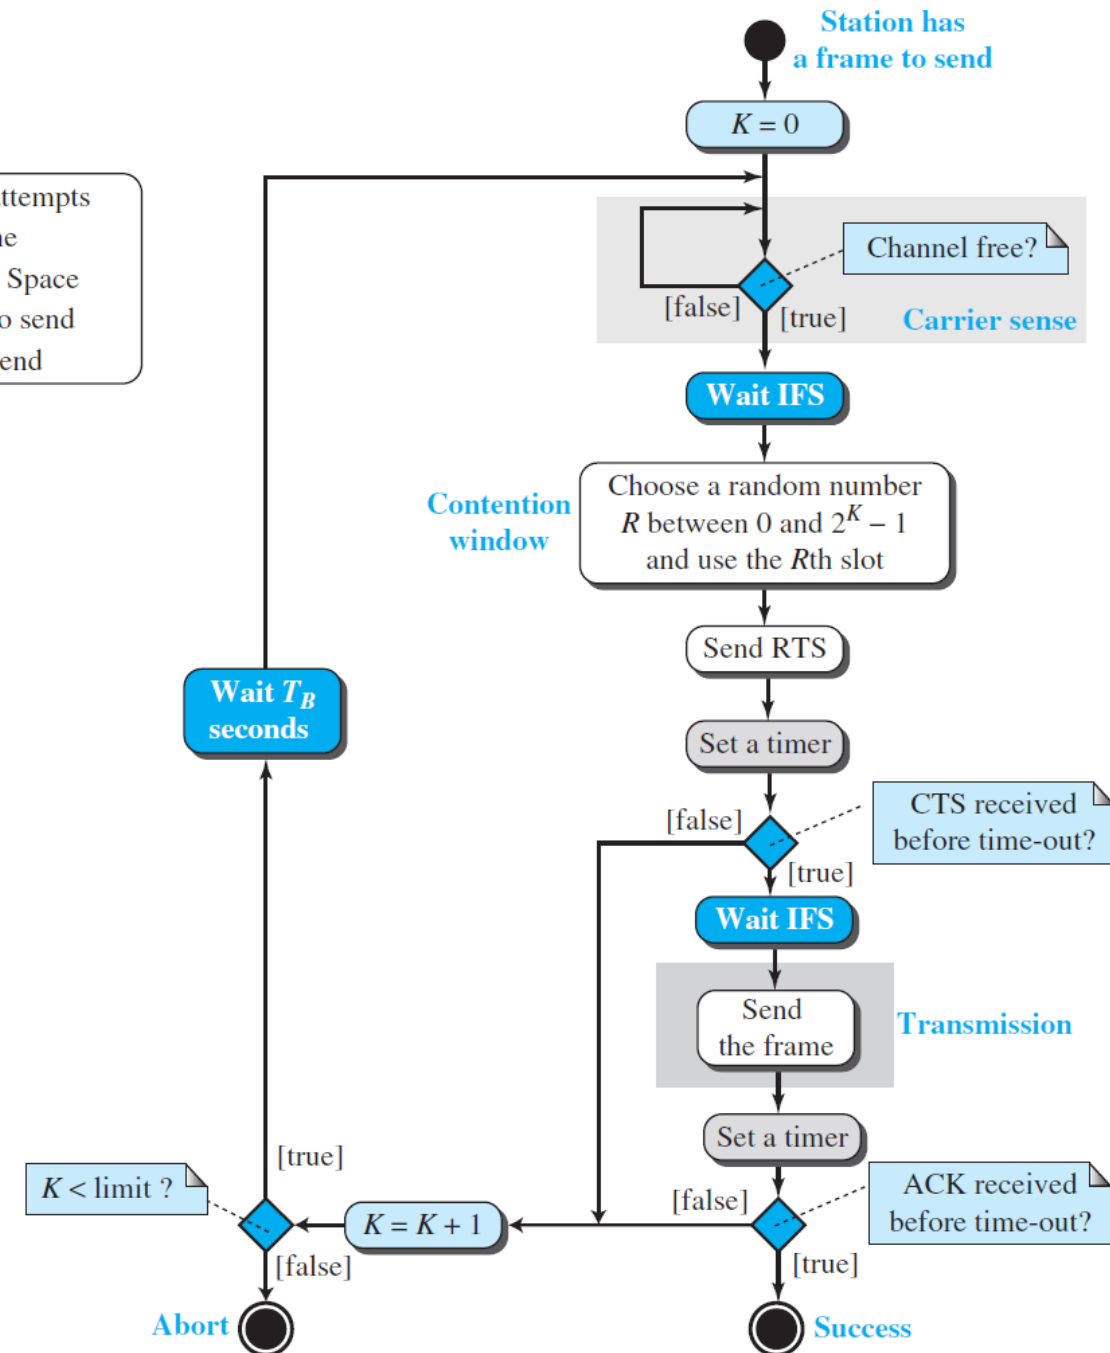 Station has
a frame to send
K = 0
ttempts
ne
Space
o send
end
Channel free?
[false]
[true]
Carrier sense
Wait IFS
Contention
window
Choose a random number
R between 0 and 2^K – 1
and use the Rth slot
Send RTS
Wait T_B
seconds
Set a timer
[false]
CTS received
before time-out?
[true]
Wait IFS
Send
the frame
Transmission
Set a timer
[true]
K < limit ?
K = K + 1
[false]
ACK received
before time-out?
[false]
[true]
Abort
Success